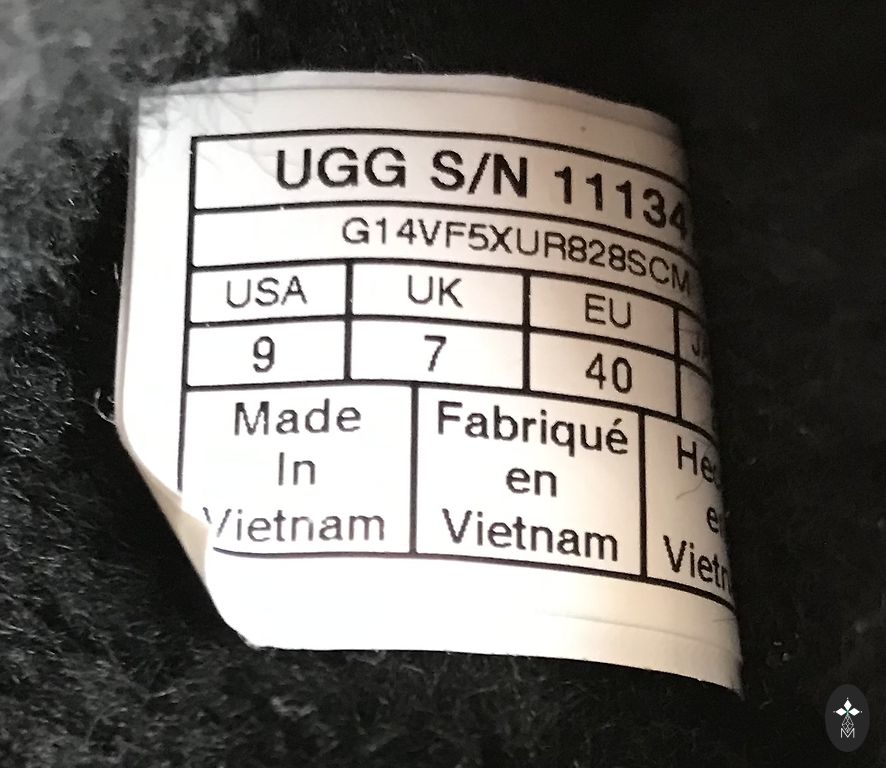 UGG S/N 11134
G14VF5XUR828SCM
USA UK EU
9 7 40
Made Fabriqué
In en
Vietnam Vietnam
M